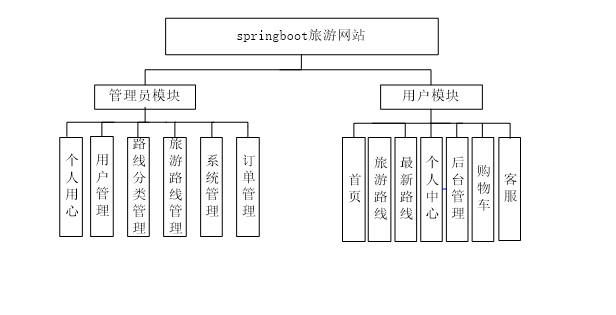 springboot旅游网站
管理员模块
用户模块
个人用心
用户管理
路线分类管理
旅游路线管理
系统管理
订单管理
首页
旅游路线
最新路线
个人中心
后台管理
购物车
客服